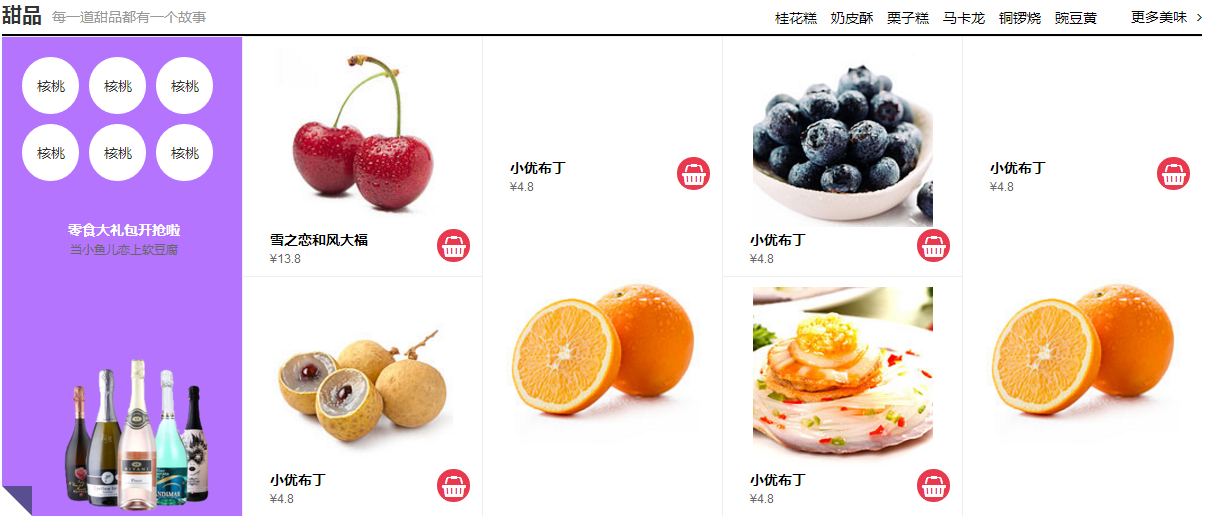 甜品 每一道甜品都有一个故事 桂花糕 奶皮酥 栗子糕 马卡龙 铜锣烧 豌豆黄 更多美味 >
核桃 核桃 核桃
核桃 核桃 核桃
零食大礼包开抢啦
当小鱼儿恋上软豆腐
雪之恋和风大福
¥13.8
小优布丁
¥4.8
小优布丁
¥4.8
小优布丁
¥4.8
小优布丁
¥4.8
小优布丁
¥4.8